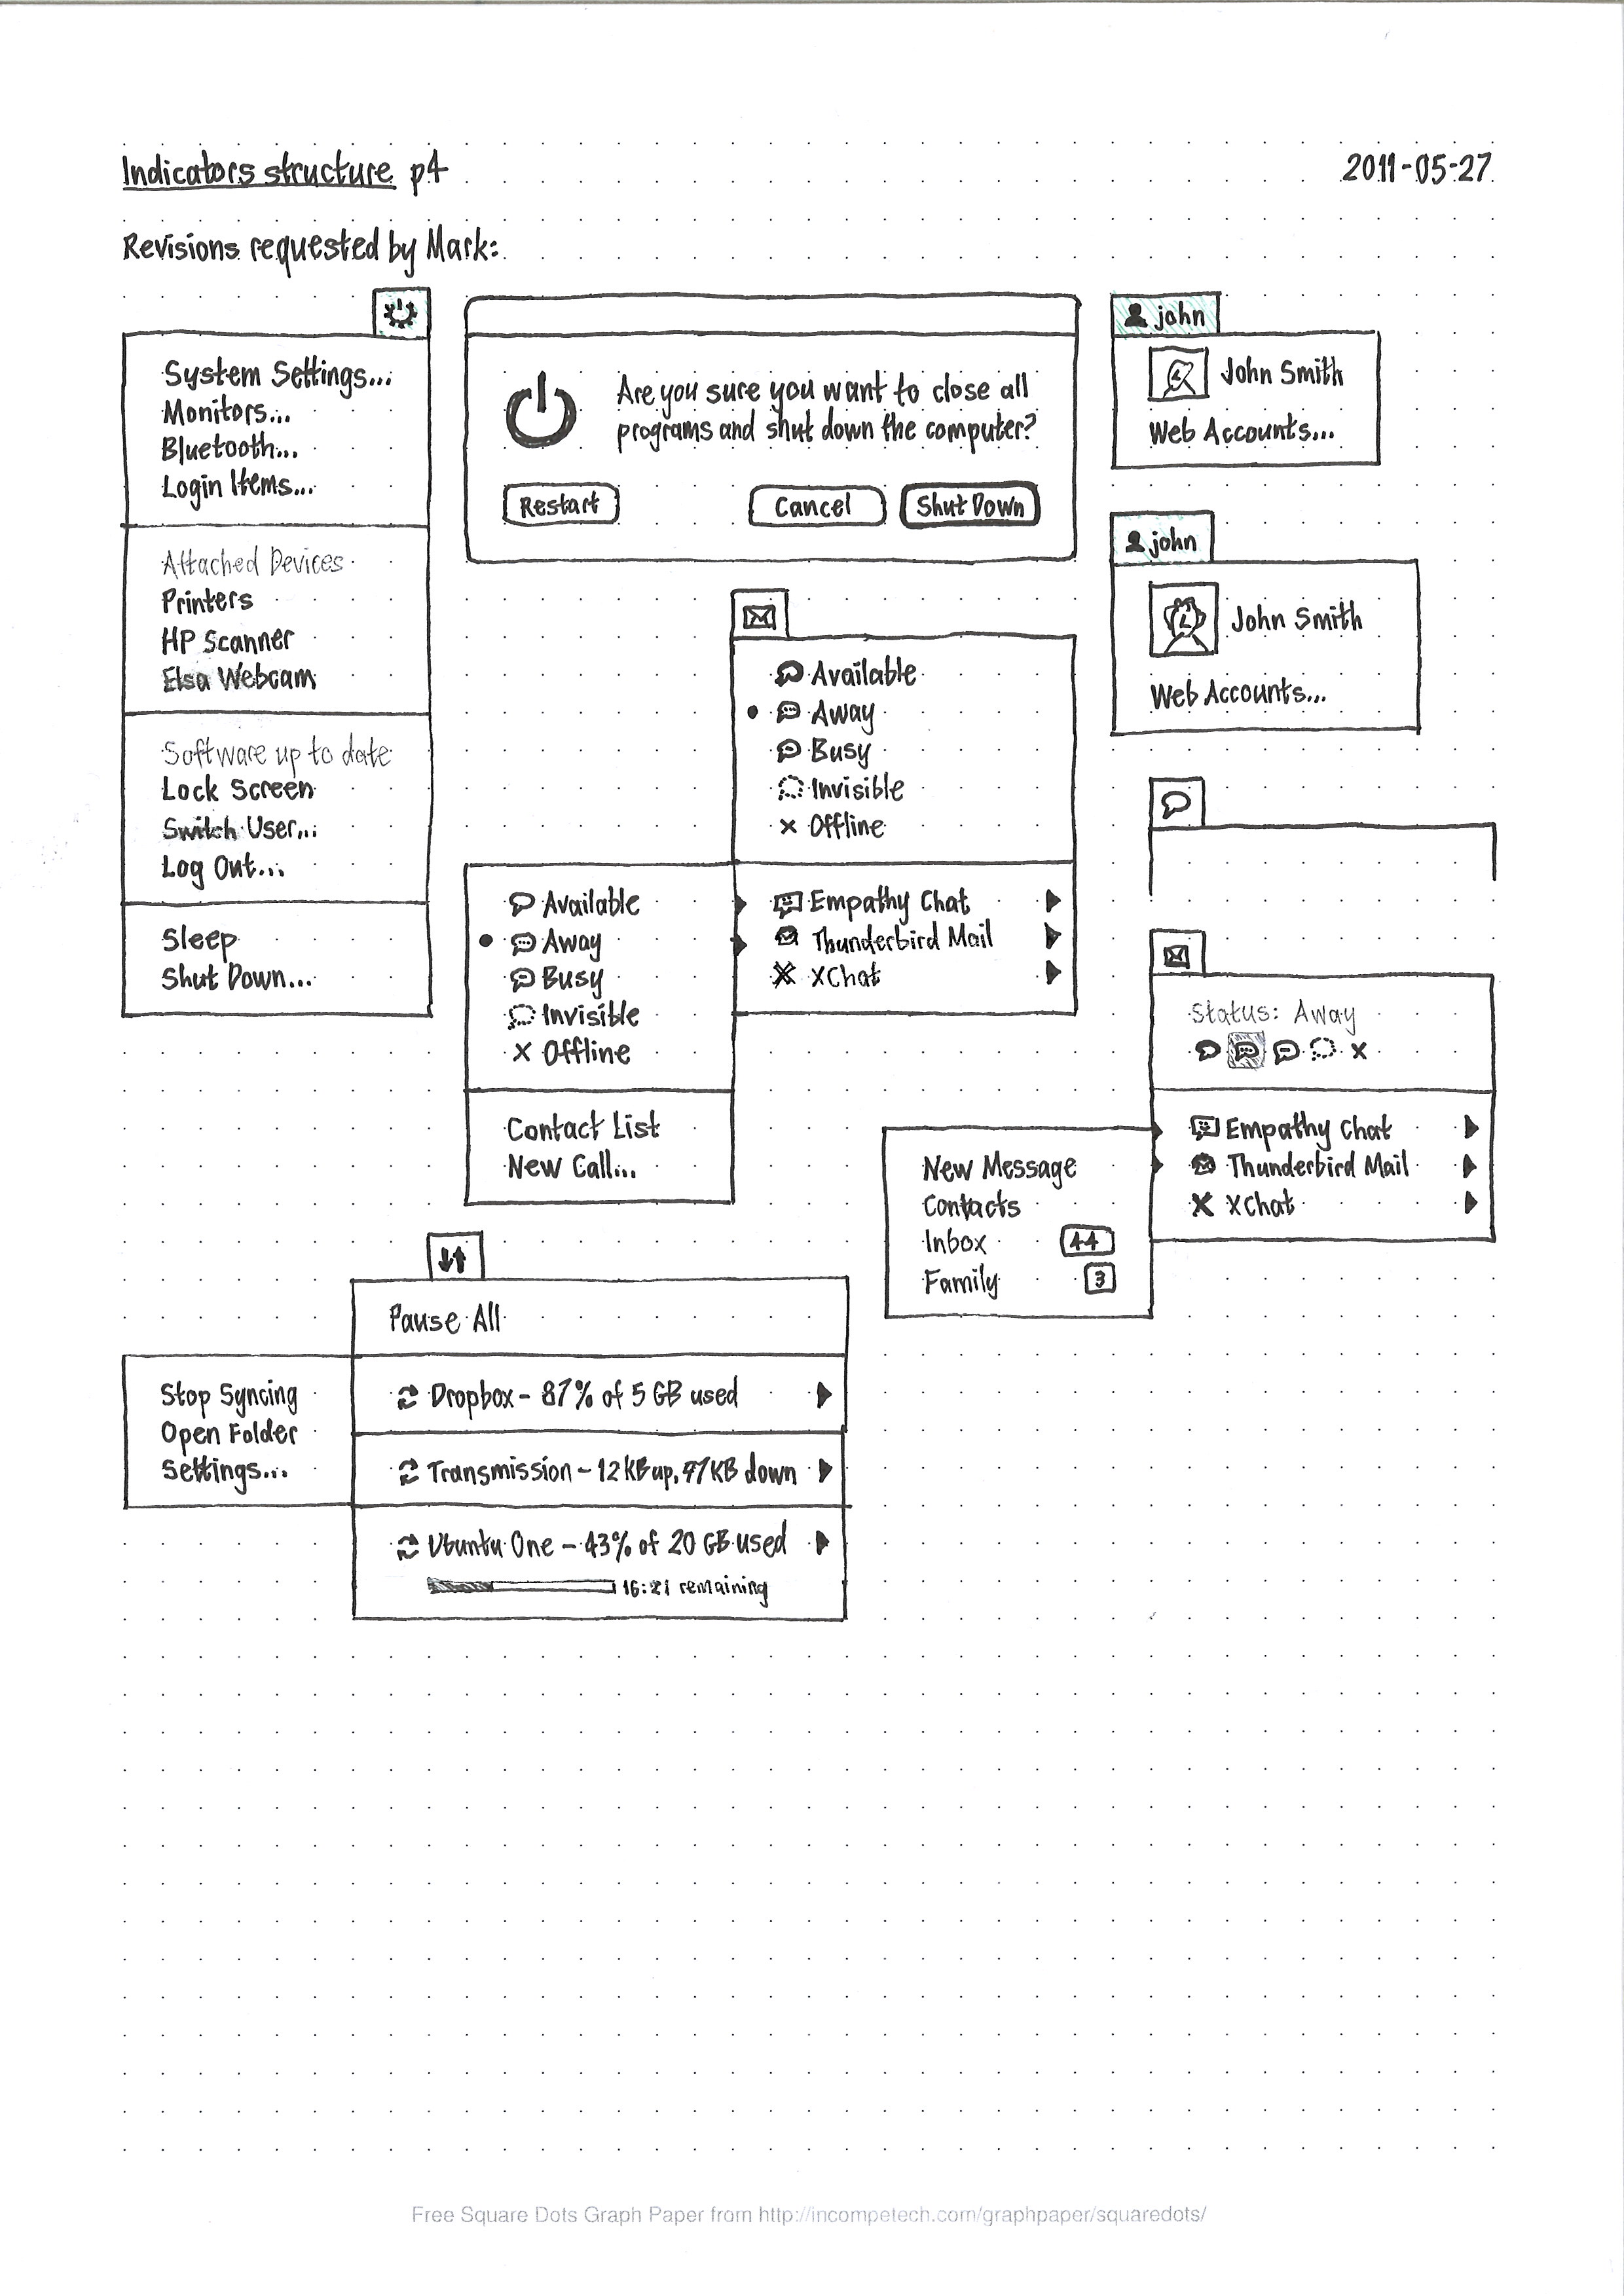 Indicators structure p4
2011-05-27
Revisions requested by Mark:
System Settings...
Monitors...
Bluetooth...
Login Items...
Attached Devices
Printers
HP Scanner
Elsa Webcam
Software up to date
Lock Screen
Switch User...
Log Out...
Sleep
Shut Down...
Are you sure you want to close all
programs and shut down the computer?
Restart
Cancel
Shut Down
john
John Smith
Web Accounts...
john
John Smith
Web Accounts...
Available
Away
Busy
Invisible
Offline
Empathy Chat
Thunderbird Mail
XChat
Available
Away
Busy
Invisible
Offline
Contact List
New Call...
Status: Away
Empathy Chat
Thunderbird Mail
XChat
New Message
Contacts
Inbox 44
Family 3
Pause All
Dropbox – 87% of 5 GB used
Transmission – 12 KB up, 47 KB down
Ubuntu One – 43% of 20 GB used
16:21 remaining
Stop Syncing
Open Folder
Settings...
Free Square Dots Graph Paper from http://incompetech.com/graphpaper/squaredots/